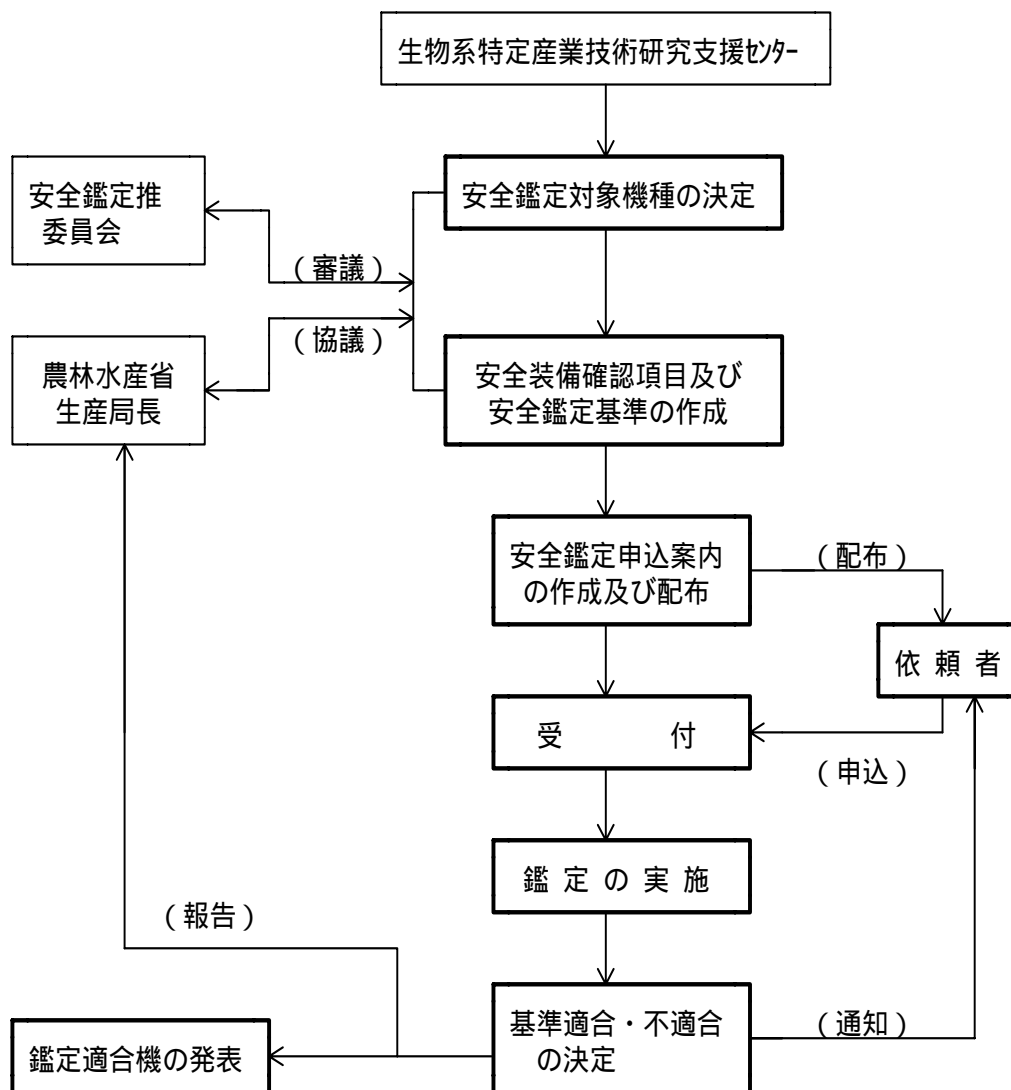 生物系特定産業技術研究支援ｾﾝﾀｰ
安全鑑定推
委員会
安全鑑定対象機種の決定
（審議）
（協議）
農林水産省
生産局長
安全装備確認項目及び
安全鑑定基準の作成
安全鑑定申込案内
の作成及び配布
（配布）
依 頼 者
受　　　付
（申込）
鑑 定 の 実 施
（報告）
基準適合・不適合
の決定
（通知）
鑑定適合機の発表